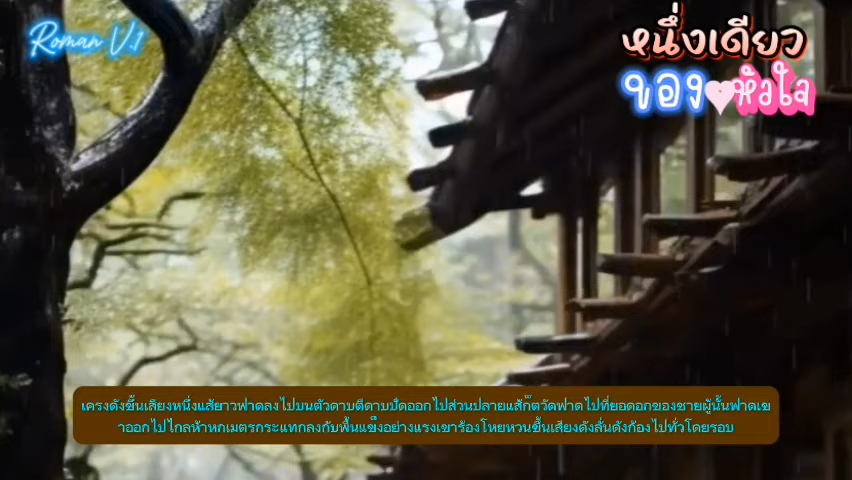 Roman V.1
หนึ่งเดียว
ของหัวใจ
เครงดังขึ้นเสียงหนึ่งแส้ยาวฟาดลงไปบนตัวดาบตีดาบปัดออกไปส่วนปลายแส้ก็ตวัดฟาดไปที่ยอดอกของชายผู้นั้นฟาดเข
าออกไปไกลห้าหกเมตรกระแทกลงกับพื้นแข็งอย่างแรงเขาร้องโหยหวนขึ้นเสียงดังลั่นดังก้องไปทั่วโดยรอบ